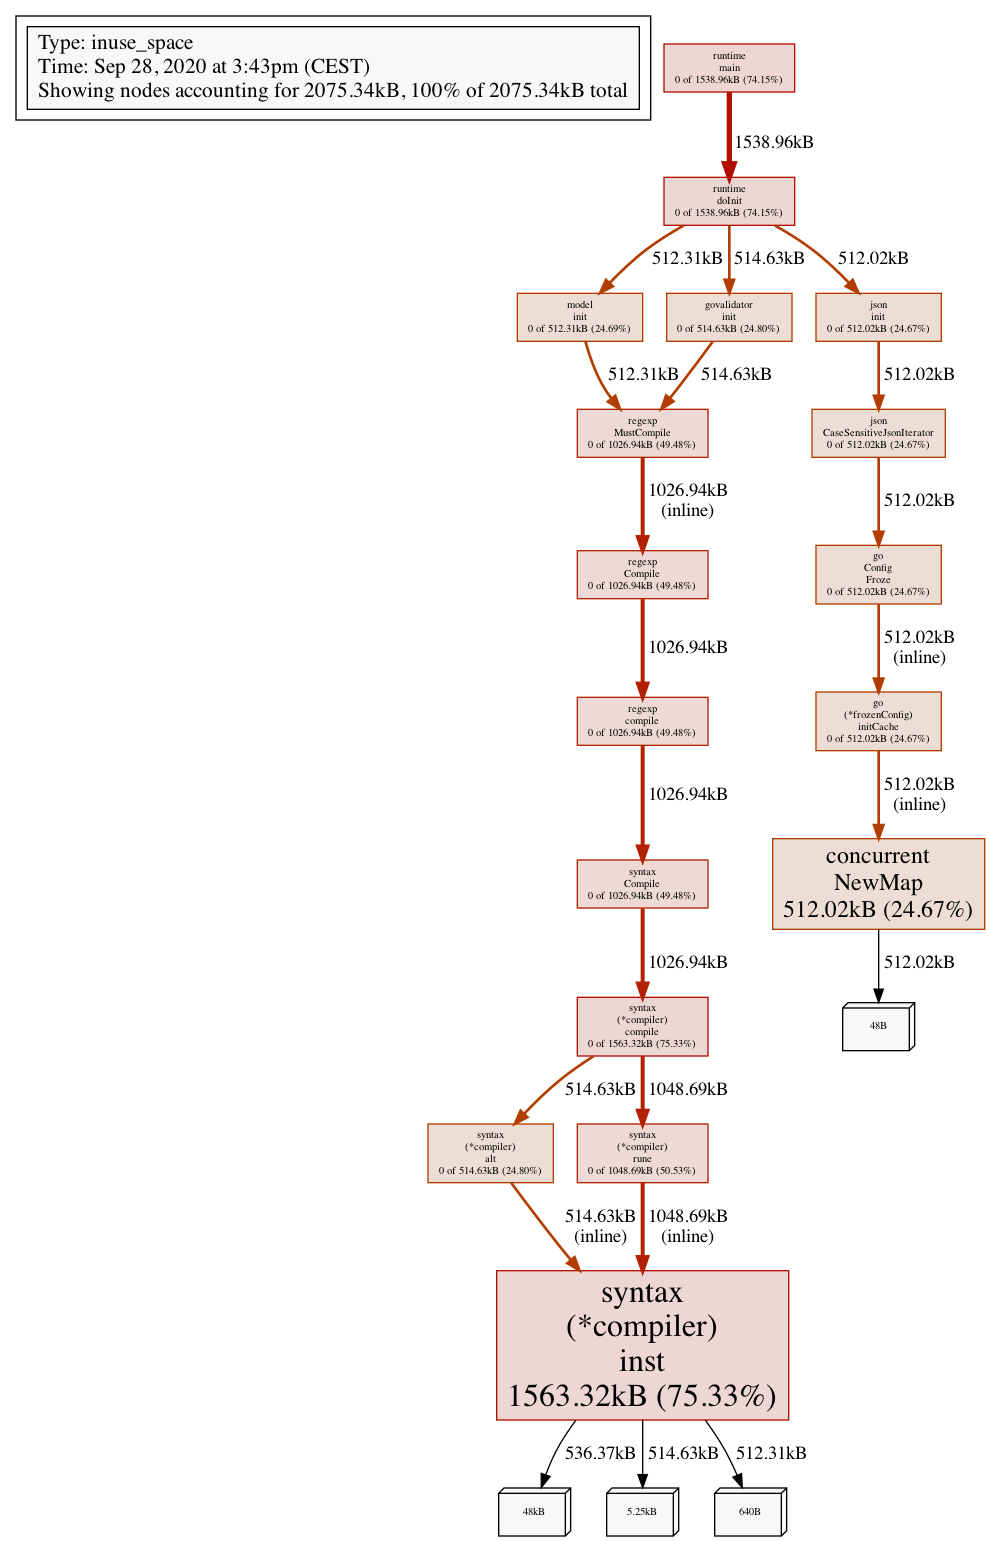 Type: inuse_space
Time: Sep 28, 2020 at 3:43pm (CEST)
Showing nodes accounting for 2075.34kB, 100% of 2075.34kB total
runtime
main
0 of 1538.96kB (74.15%)
1538.96kB
runtime
doInit
0 of 1538.96kB (74.15%)
512.31kB
514.63kB
512.02kB
model
init
0 of 512.31kB (24.69%)
govalidator
init
0 of 514.63kB (24.80%)
json
init
0 of 512.02kB (24.67%)
512.31kB
514.63kB
512.02kB
regexp
MustCompile
0 of 1026.94kB (49.48%)
json
CaseSensitiveJsonIterator
0 of 512.02kB (24.67%)
1026.94kB
(inline)
512.02kB
regexp
Compile
0 of 1026.94kB (49.48%)
go
Config
Froze
0 of 512.02kB (24.67%)
1026.94kB
512.02kB
(inline)
regexp
compile
0 of 1026.94kB (49.48%)
go
(*frozenConfig)
initCache
0 of 512.02kB (24.67%)
1026.94kB
512.02kB
(inline)
syntax
Compile
0 of 1026.94kB (49.48%)
concurrent
NewMap
512.02kB (24.67%)
1026.94kB
512.02kB
syntax
(*compiler)
compile
0 of 1563.32kB (75.33%)
48B
514.63kB
1048.69kB
syntax
(*compiler)
alt
0 of 514.63kB (24.80%)
syntax
(*compiler)
rune
0 of 1048.69kB (50.53%)
514.63kB
(inline)
1048.69kB
(inline)
syntax
(*compiler)
inst
1563.32kB (75.33%)
536.37kB
514.63kB
512.31kB
48kB
5.25kB
640B